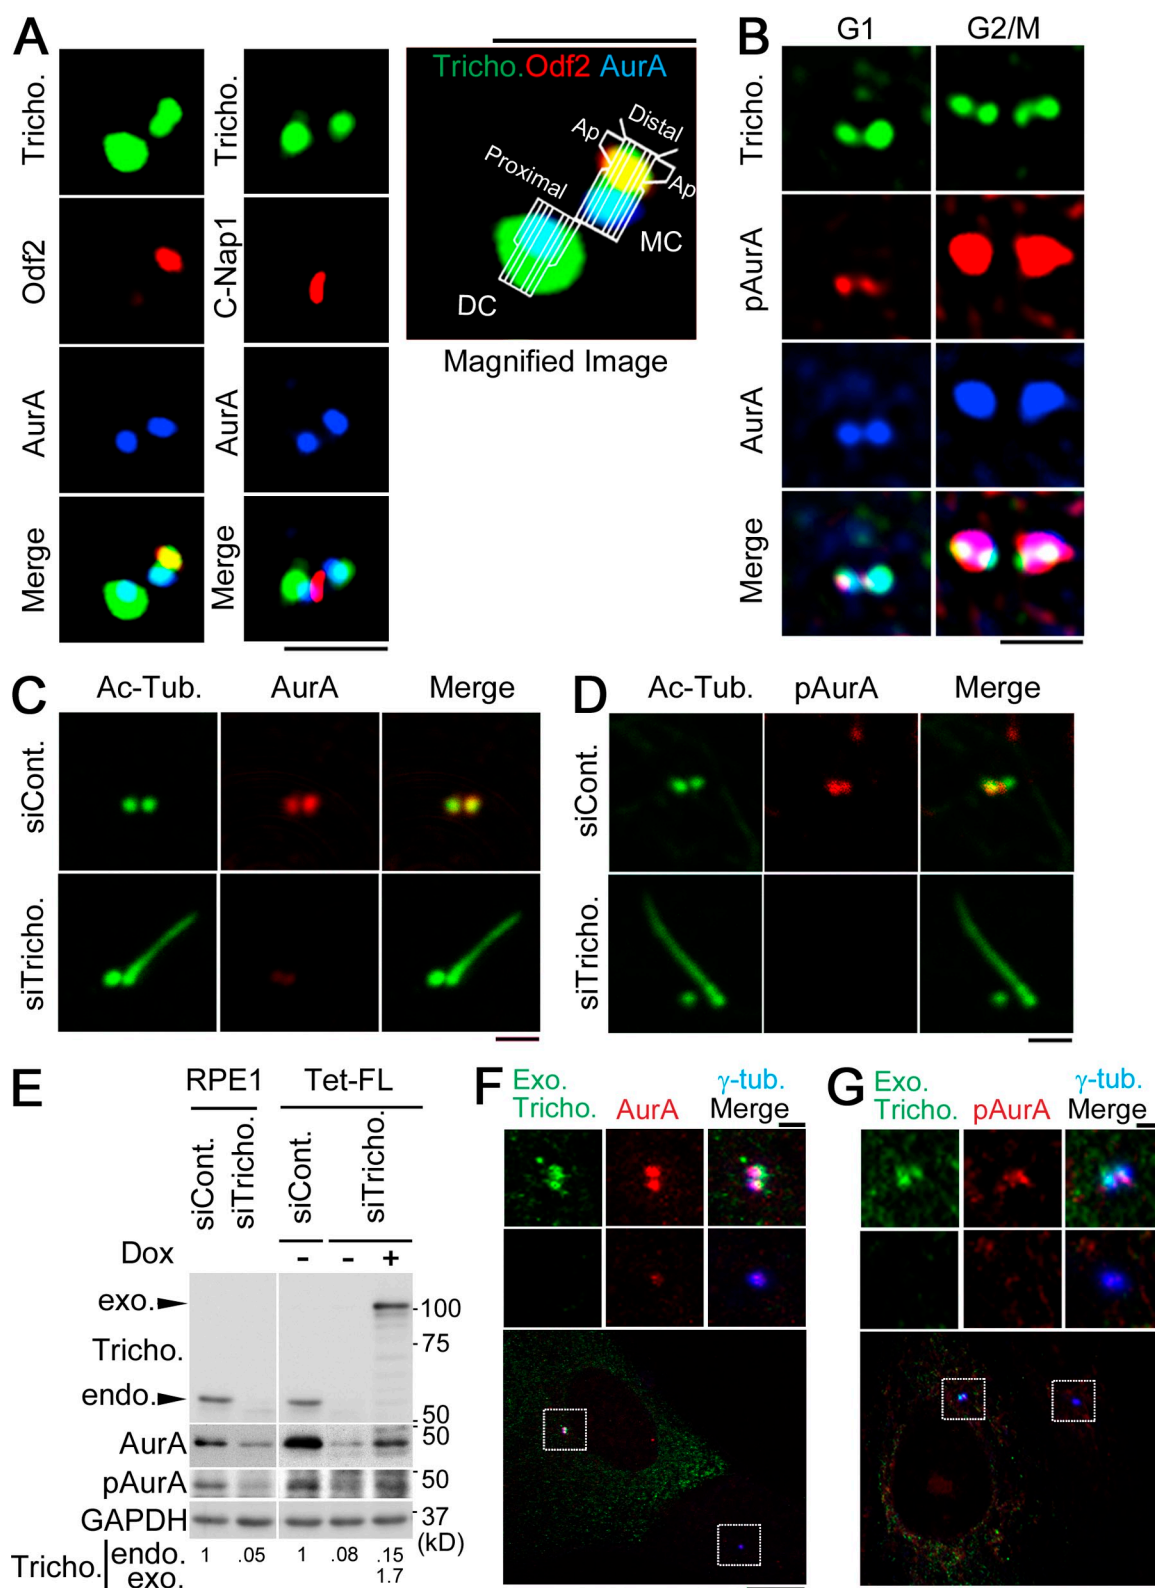 A
Tricho.
Odf2
AurA
Merge
Tricho.
C-Nap1
AurA
Merge
Tricho.Odf2 AurA
Distal
Ap
Ap
Proximal
MC
DC
Magnified Image
B
G1 G2/M
Tricho.
pAurA
AurA
Merge
C
Ac-Tub. AurA Merge
siCont.
siTricho.
D
Ac-Tub. pAurA Merge
siCont.
siTricho.
E
RPE1 Tet-FL
siCont.
siTricho.
siCont.
siTricho.
Dox - - +
exo. 100
75
Tricho.
endo.
50
AurA 50
pAurA 50
GAPDH 37
(kD)
Tricho. endo. 1 .05 1 .08 .15
exo. 1.7
F
Exo. γ-tub.
Tricho. AurA Merge
G
Exo. γ-tub.
Tricho. pAurA Merge